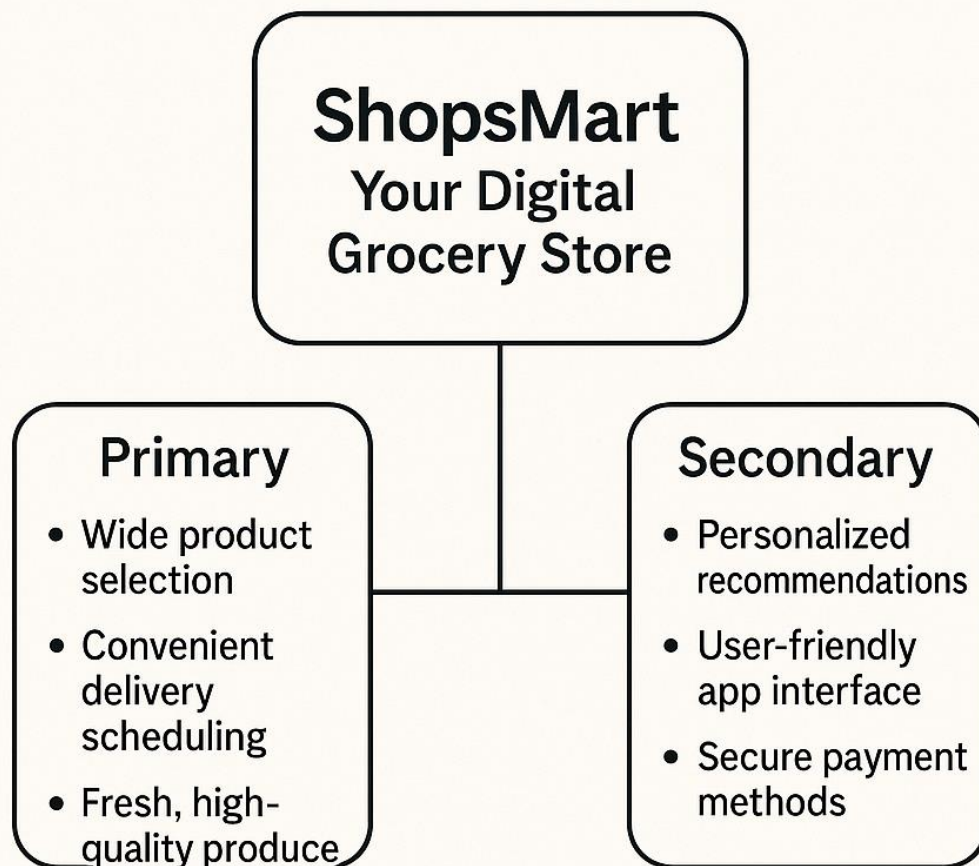 ShopsMart
Your Digital
Grocery Store
Primary
• Wide product
selection
• Convenient
delivery
scheduling
• Fresh, high-
quality produce
Secondary
• Personalized
recommendations
• User-friendly
app interface
• Secure payment
methods